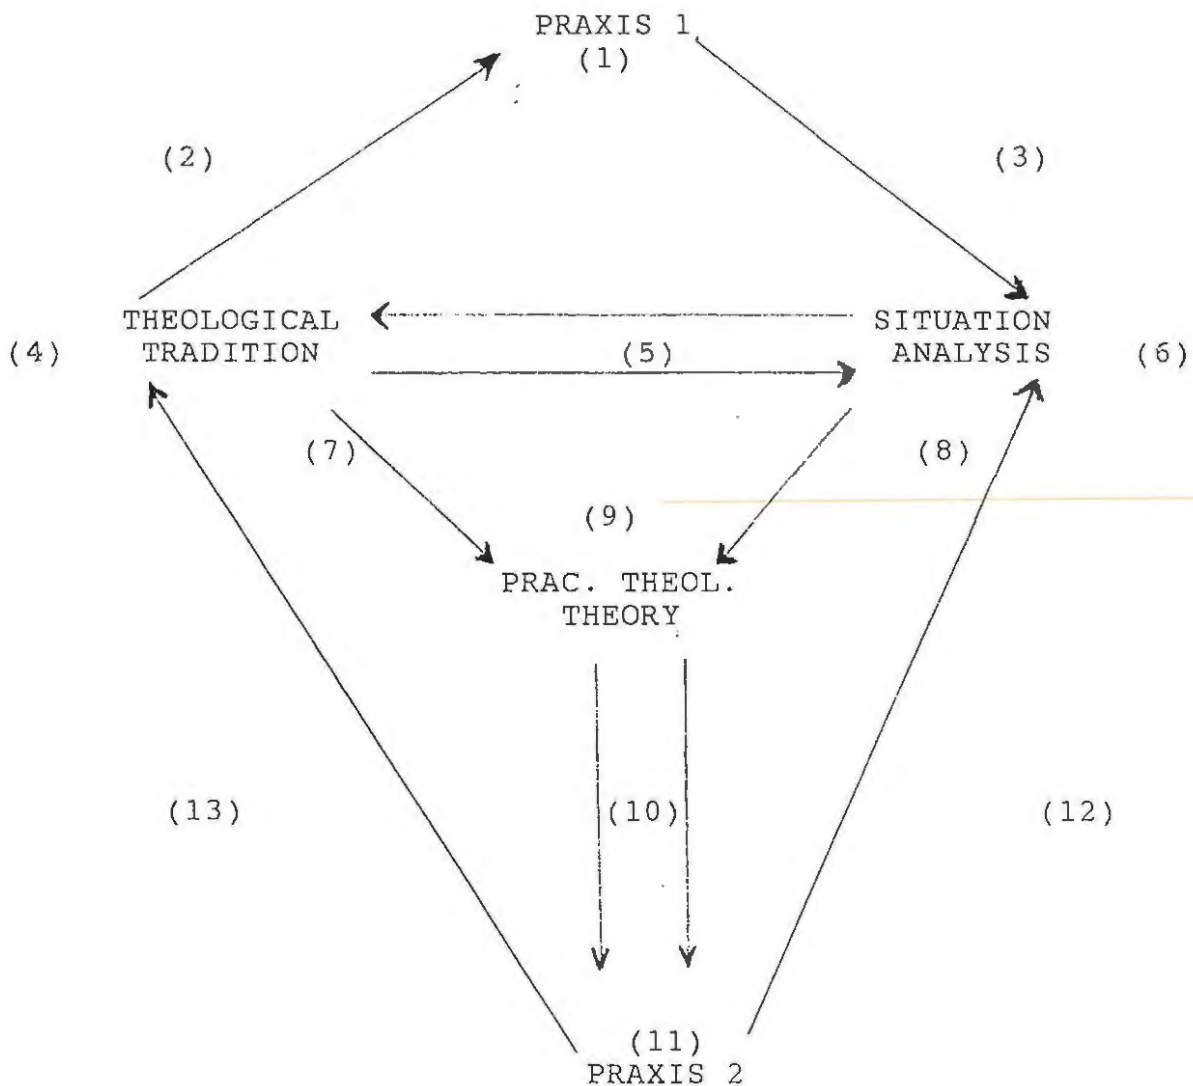 PRAXIS 1
(1)
(2)
(3)
THEOLOGICAL
TRADITION
(4)
(5)
SITUATION
ANALYSIS
(6)
(7)
(8)
(9)
PRAC. THEOL.
THEORY
(13)
(10)
(12)
(11)
PRAXIS 2